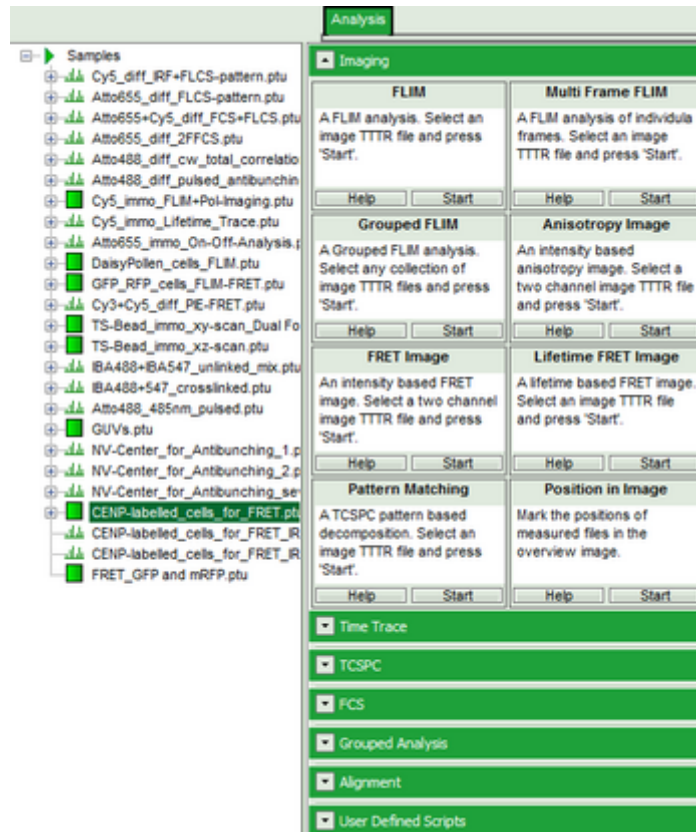 Analysis
Samples
Cy5_diff_IRF+FLCS-pattern.ptu
Atto655_diff_FLCS-pattern.ptu
Atto655+Cy5_diff_FCS+FLCS.ptu
Atto655_diff_2FFCS.ptu
Atto488_diff_cw_total_correlatio
Atto488_diff_pulsed_antibunchin
Cy5_immo_FLIM+Pol-Imaging.ptu
Cy5_immo_Lifetime_Trace.ptu
Atto655_immo_On-Off-Analysis.p
DaisyPollen_cells_FLIM.ptu
GFP_RFP_cells_FLIM-FRET.ptu
Cy3+Cy5_diff_PIE-FRET.ptu
TS-Bead_immo_xy-scan_Dual Fo
TS-Bead_immo_xz-scan.ptu
IBA488+IBA547_unlinked_mix.ptu
IBA488+547_crosslinked.ptu
Atto488_485nm_pulsed.ptu
GUVs.ptu
NV-Center_for_Antibunching_1.p
NV-Center_for_Antibunching_2.p
NV-Center_for_Antibunching_se
CENP-labelled_cells_for_FRET.ptu
CENP-labelled_cells_for_FRET_IR
CENP-labelled_cells_for_FRET_IR
FRET_GFP and mRFP.ptu
Imaging
FLIM
A FLIM analysis. Select an
image TTTR file and press
'Start'.
Help Start
Multi Frame FLIM
A FLIM analysis of individula
frames. Select an image
TTTR file and press 'Start'.
Help Start
Grouped FLIM
A Grouped FLIM analysis.
Select any collection of
image TTTR files and press
'Start'.
Help Start
Anisotropy Image
An intensity based
anisotropy image. Select a
two channel image TTTR file
and press 'Start'.
Help Start
FRET Image
An intensity based FRET
image. Select a two channel
image TTTR file and press
'Start'.
Help Start
Lifetime FRET Image
A lifetime based FRET image.
Select an image TTTR file
and press 'Start'.
Help Start
Pattern Matching
A TCSPC pattern based
decomposition. Select an
image TTTR file and press
'Start'.
Help Start
Position in Image
Mark the positions of
measured files in the
overview image.
Help Start
Time Trace
TCSPC
FCS
Grouped Analysis
Alignment
User Defined Scripts